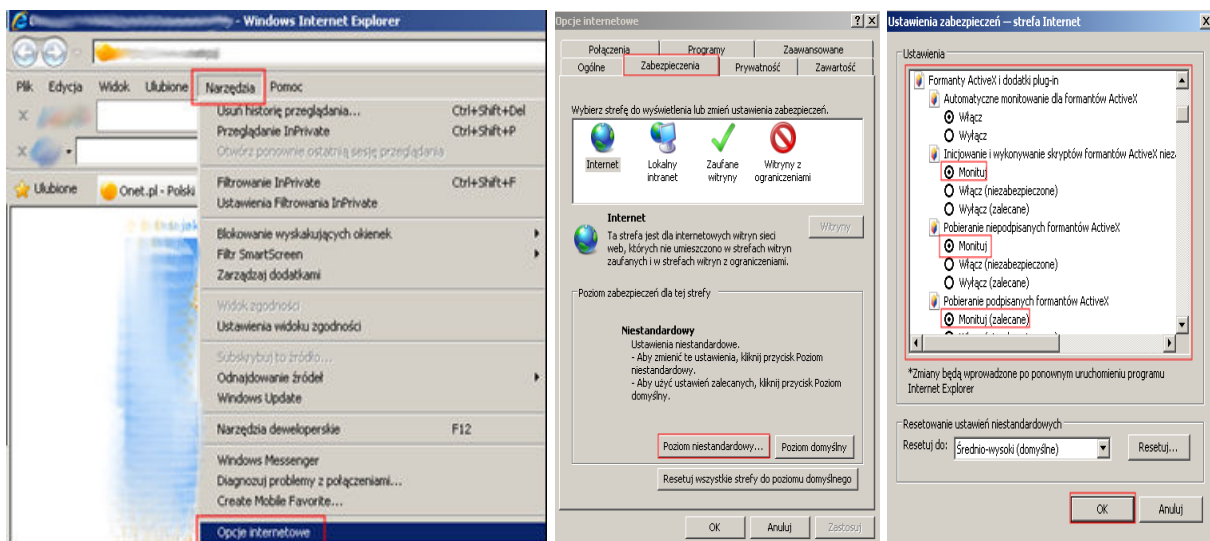 - Windows Internet Explorer
Plik Edycja Widok Ulubione Narzędzia Pomoc
Usuń historię przeglądania... Ctrl+Shift+Del
Przeglądanie InPrivate Ctrl+Shift+P
Otwórz ponownie ostatnią sesję przeglądania
Ulubione Onet.pl - Polski
Filtrowanie InPrivate Ctrl+Shift+F
Ustawienia Filtrowania InPrivate
Blokowanie wyskakujących okienek
Filtr SmartScreen
Zarządzaj dodatkami
Widok zgodności
Ustawienia widoku zgodności
Subskrybuj to źródło...
Odnajdowanie źródeł
Windows Update
Narzędzia deweloperskie F12
Windows Messenger
Diagnozuj problemy z połączeniami...
Create Mobile Favorite...
Opcje internetowe
Opcje internetowe
Połączenia Programy Zaawansowane
Ogólne Zabezpieczenia Prywatność Zawartość
Wybierz strefę do wyświetlenia lub zmień ustawienia zabezpieczeń.
Internet Lokalny intranet Zaufane witryny Witryny z ograniczeniami
Internet
Witryny
Ta strefa jest dla internetowych witryn sieci
web, których nie umieszczono w strefach witryn
zaufanych i w strefach witryn z ograniczeniami.
Poziom zabezpieczeń dla tej strefy
Niestandardowy
Ustawienia niestandardowe.
- Aby zmienić te ustawienia, kliknij przycisk Poziom
niestandardowy.
- Aby użyć ustawień zalecanych, kliknij przycisk Poziom
domyślny.
Poziom niestandardowy... Poziom domyślny
Resetuj wszystkie strefy do poziomu domyślnego
OK Anuluj Zastosuj
Ustawienia zabezpieczeń — strefa Internet
Ustawienia
Formanty ActiveX i dodatki plug-in
Automatyczne monitowanie dla formantów ActiveX
Włącz
Wyłącz
Inicjowanie i wykonywanie skryptów formantów ActiveX niez
Monituj
Włącz (niezabezpieczone)
Wyłącz (zalecane)
Pobieranie niepodpisanych formantów ActiveX
Monituj
Włącz (niezabezpieczone)
Wyłącz (zalecane)
Pobieranie podpisanych formantów ActiveX
Monituj (zalecane)
*Zmiany będą wprowadzone po ponownym uruchomieniu programu
Internet Explorer
Resetowanie ustawień niestandardowych
Resetuj do: Średnio-wysoki (domyślne) Resetuj...
OK Anuluj